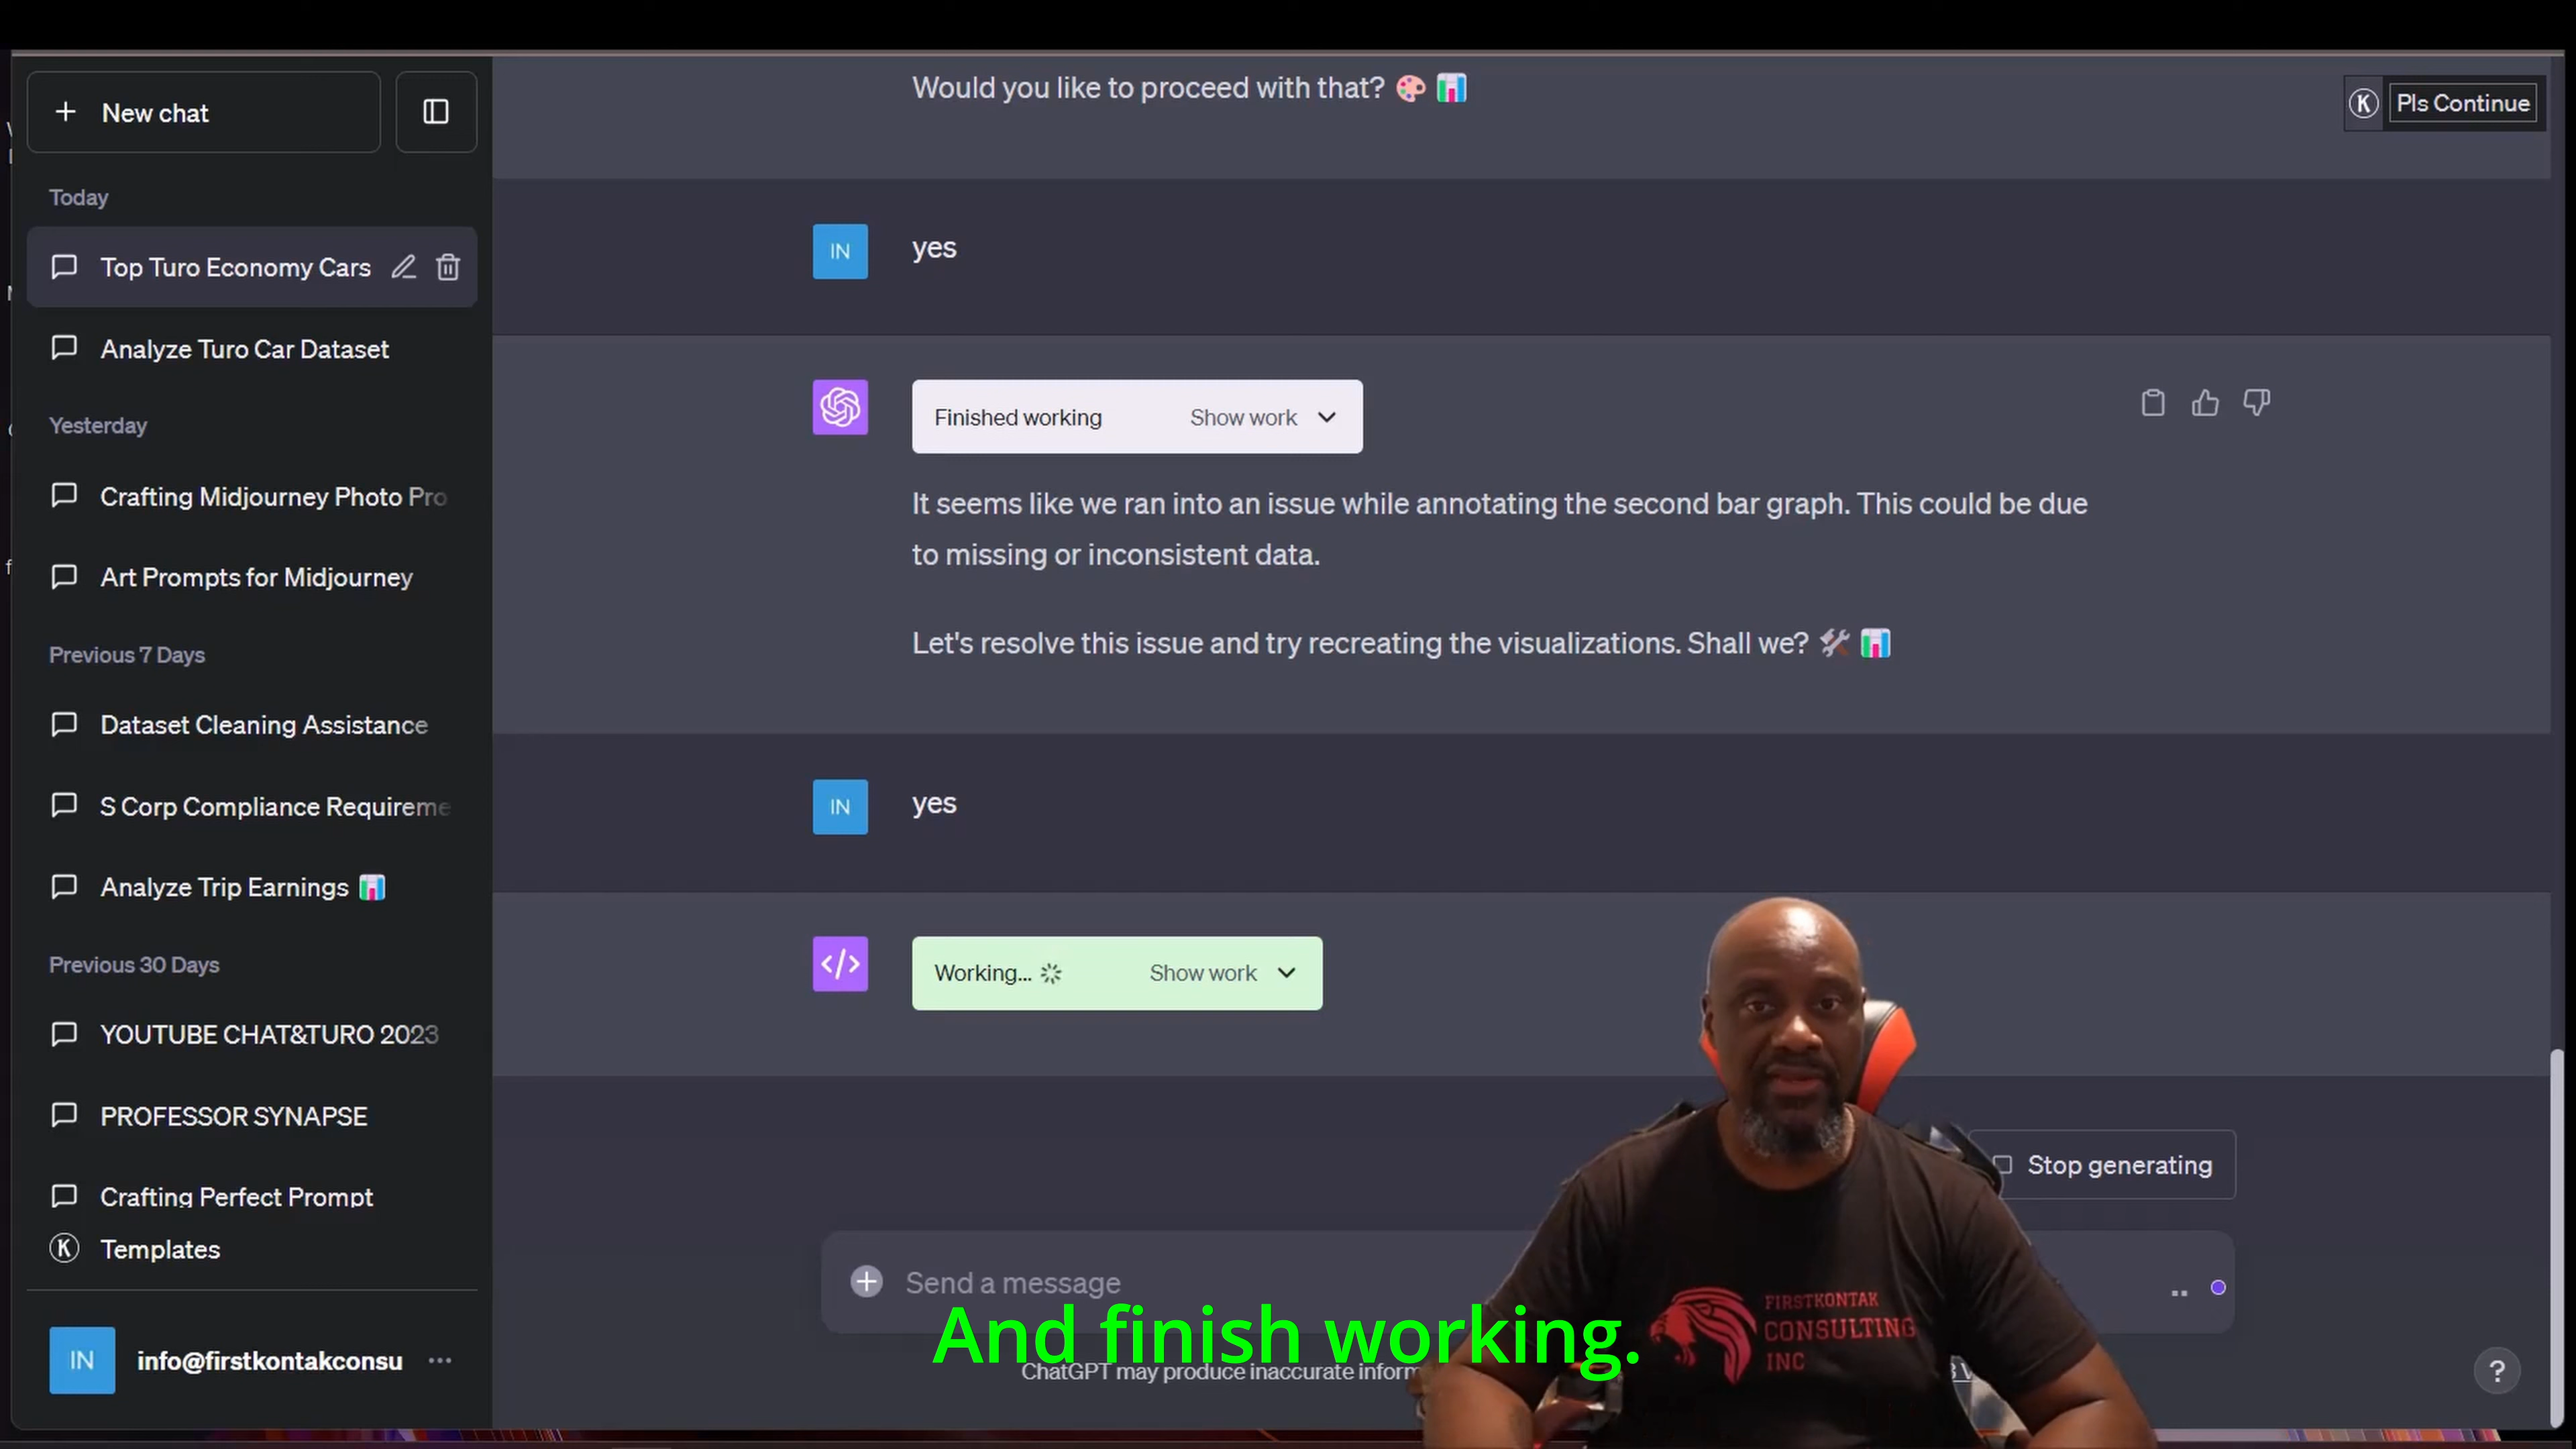 New chat
Today
Top Turo Economy Cars
Analyze Turo Car Dataset
Yesterday
Crafting Midjourney Photo Pro
Art Prompts for Midjourney
Previous 7 Days
Dataset Cleaning Assistance
S Corp Compliance Requireme
Analyze Trip Earnings
Previous 30 Days
YOUTUBE CHAT&TURO 2023
PROFESSOR SYNAPSE
Crafting Perfect Prompt
K Templates
IN info@firstkontakconsu
Would you like to proceed with that?
K Pls Continue
IN yes
Finished working Show work
It seems like we ran into an issue while annotating the second bar graph. This could be due
to missing or inconsistent data.
Let's resolve this issue and try recreating the visualizations. Shall we?
IN yes
Working... Show work
Stop generating
Send a message
FIRSTKONTAK
CONSULTING
INC
And finish working.
ChatGPT may produce inaccurate inform
?